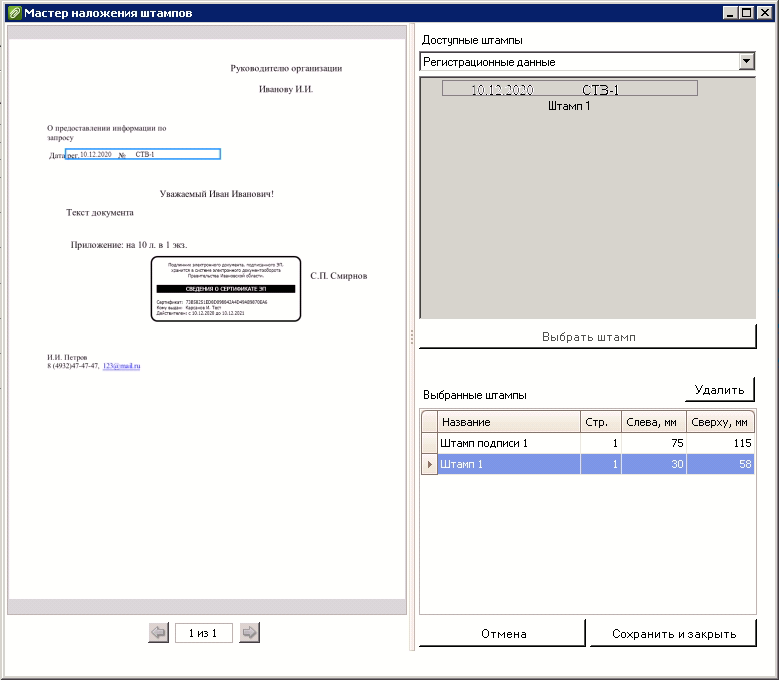 Мастер наложения штампов
Руководителю организации
Иванову И.И.
О предоставлении информации по
запросу
Дата рег. 10.12.2020 № СТВ-1
Уважаемый Иван Иванович!
Текст документа
Приложение: на 10 л. в 1 экз.
Подлинник электронного документа, подписанного ЭП,
хранится в системе электронного документооборота
Правительства Ивановской области.
СВЕДЕНИЯ О СЕРТИФИКАТЕ ЭП
Кому выдан: Карсанов И. Тест
Действителен: с 10.12.2020 до 10.12.2021
С.П. Смирнов
И.И. Петров
8 (4932)47-47-47, 123@mail.ru
1 из 1
Доступные штампы
Регистрационные данные
10.12.2020 СТЗ-1
Штамп 1
Выбрать штамп
Выбранные штампы
Удалить
Название Стр. Слева, мм Сверху, мм
Штамп подписи 1 1 75 115
Штамп 1 1 30 58
Отмена
Сохранить и закрыть